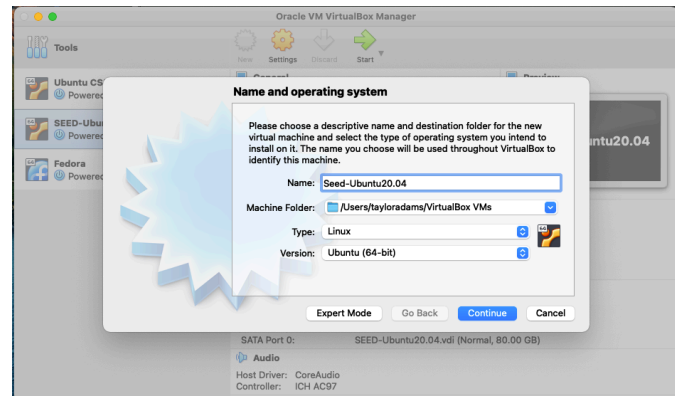 Oracle VM VirtualBox Manager
Tools
New Settings Discard Start
General
Preview
Ubuntu CS
Powered
SEED-Ubu
Powered
Fedora
Powered
Name and operating system
Please choose a descriptive name and destination folder for the new
virtual machine and select the type of operating system you intend to
install on it. The name you choose will be used throughout VirtualBox to
identify this machine.
Name: Seed-Ubuntu20.04
Machine Folder: /Users/tayloradams/VirtualBox VMs
Type: Linux
Version: Ubuntu (64-bit)
untu20.04
Expert Mode Go Back Continue Cancel
SATA Port 0: SEED-Ubuntu20.04.vdi (Normal, 80.00 GB)
Audio
Host Driver: CoreAudio
Controller: ICH AC97